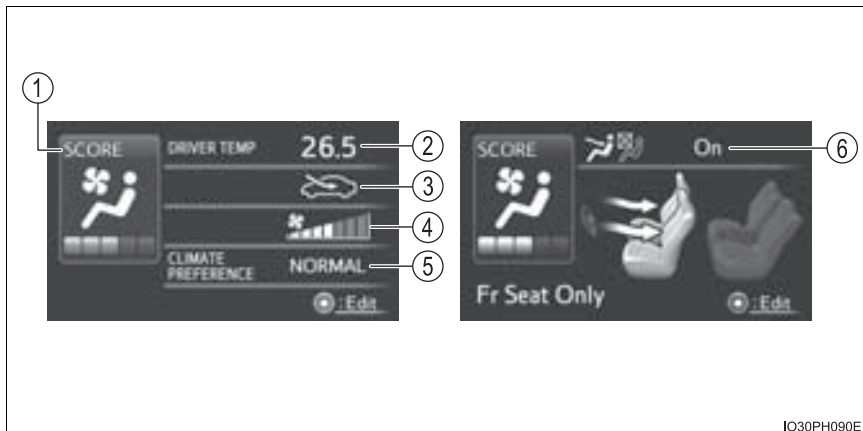 1
SCORE
DRIVER TEMP 26.5
2
3
4
CLIMATE
PREFERENCE NORMAL
5
:Edit
SCORE
On
6
Fr Seat Only
:Edit
IO30PH090E